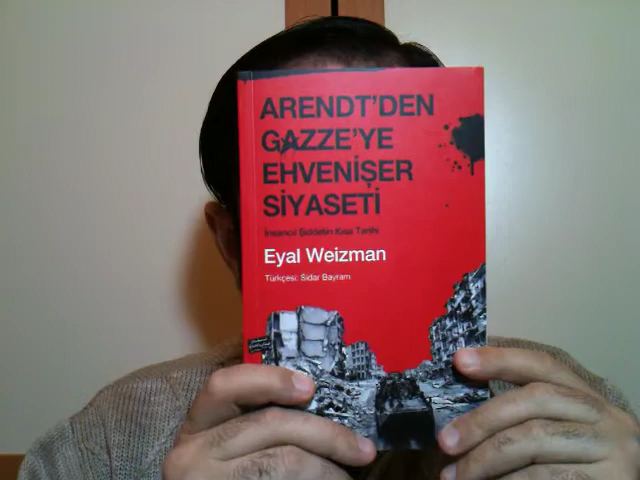 ARENDT'DEN
GAZZE'YE
EHVENİŞER
SİYASETİ
İnsancıl Şiddetin Kısa Tarihi
Eyal Weizman
Türkçesi: Sidar Bayram